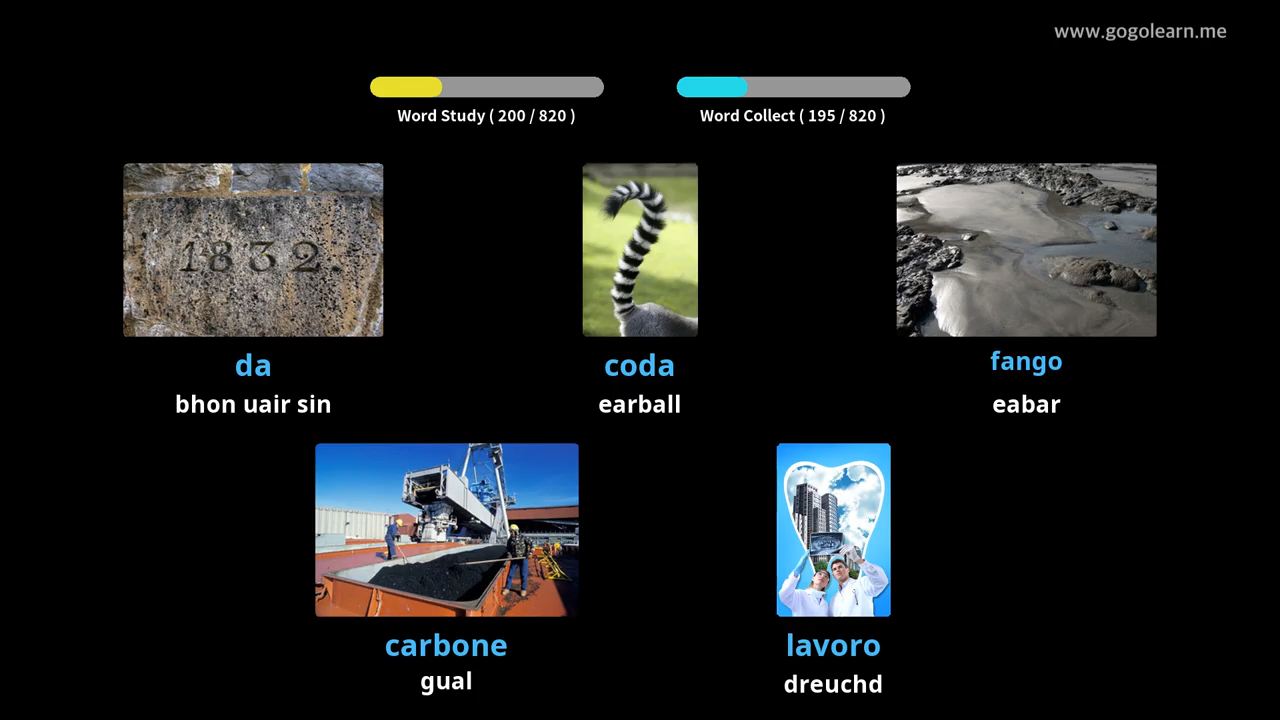 www.gogolearn.me
Word Study ( 200 / 820 )
Word Collect ( 195 / 820 )
1832.
da
bhon uair sin
coda
earball
fango
eabar
carbone
gual
lavoro
dreuchd